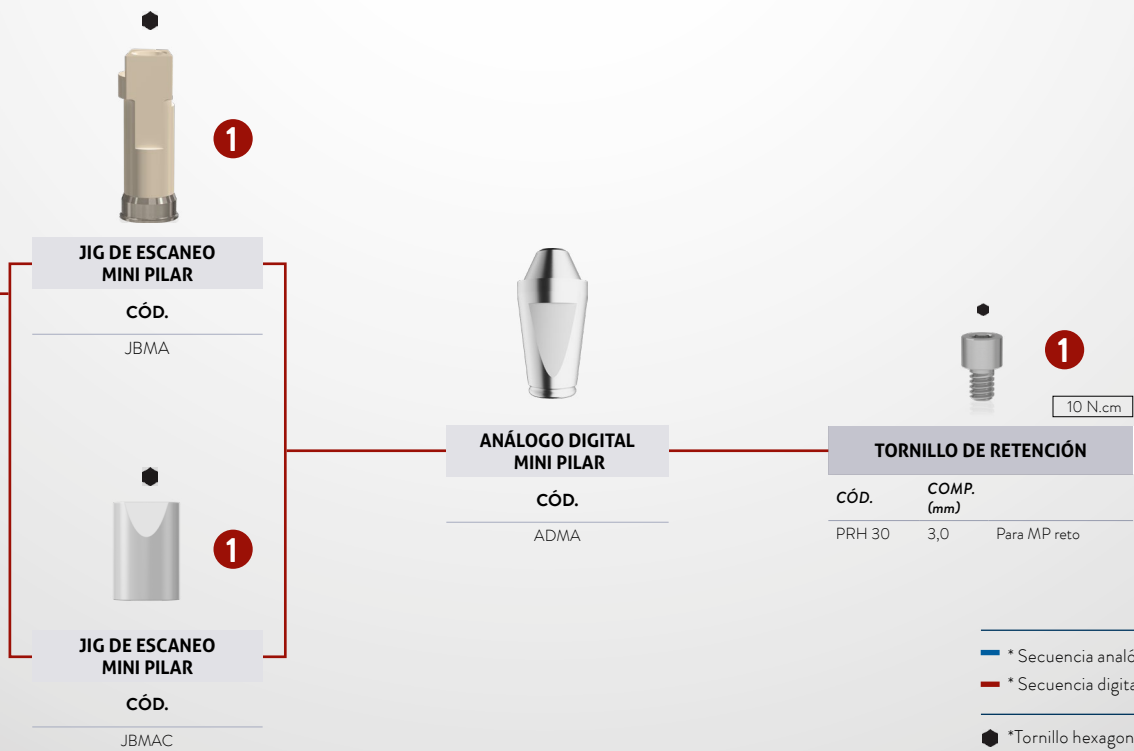 1
JIG DE ESCANEO
MINI PILAR
CÓD.
JBMA
1
JIG DE ESCANEO
MINI PILAR
CÓD.
JBMAC
ANÁLOGO DIGITAL
MINI PILAR
CÓD.
ADMA
1
10 N.cm
TORNILLO DE RETENCIÓN
CÓD. COMP. (mm)
PRH 30 3,0 Para MP reto
* Secuencia analó
* Secuencia digita
*Tornillo hexagon